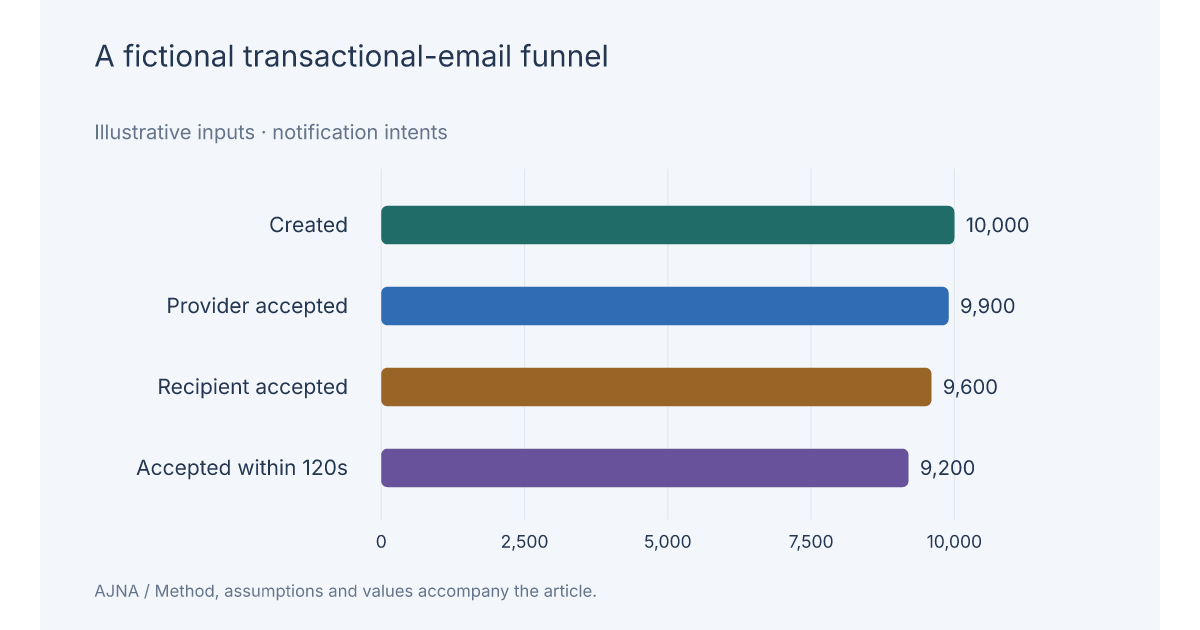 A fictional transactional-email funnel
Illustrative inputs · notification intents
Created 10,000
Provider accepted 9,900
Recipient accepted 9,600
Accepted within 120s 9,200
0 2,500 5,000 7,500 10,000
AJNA / Method, assumptions and values accompany the article.